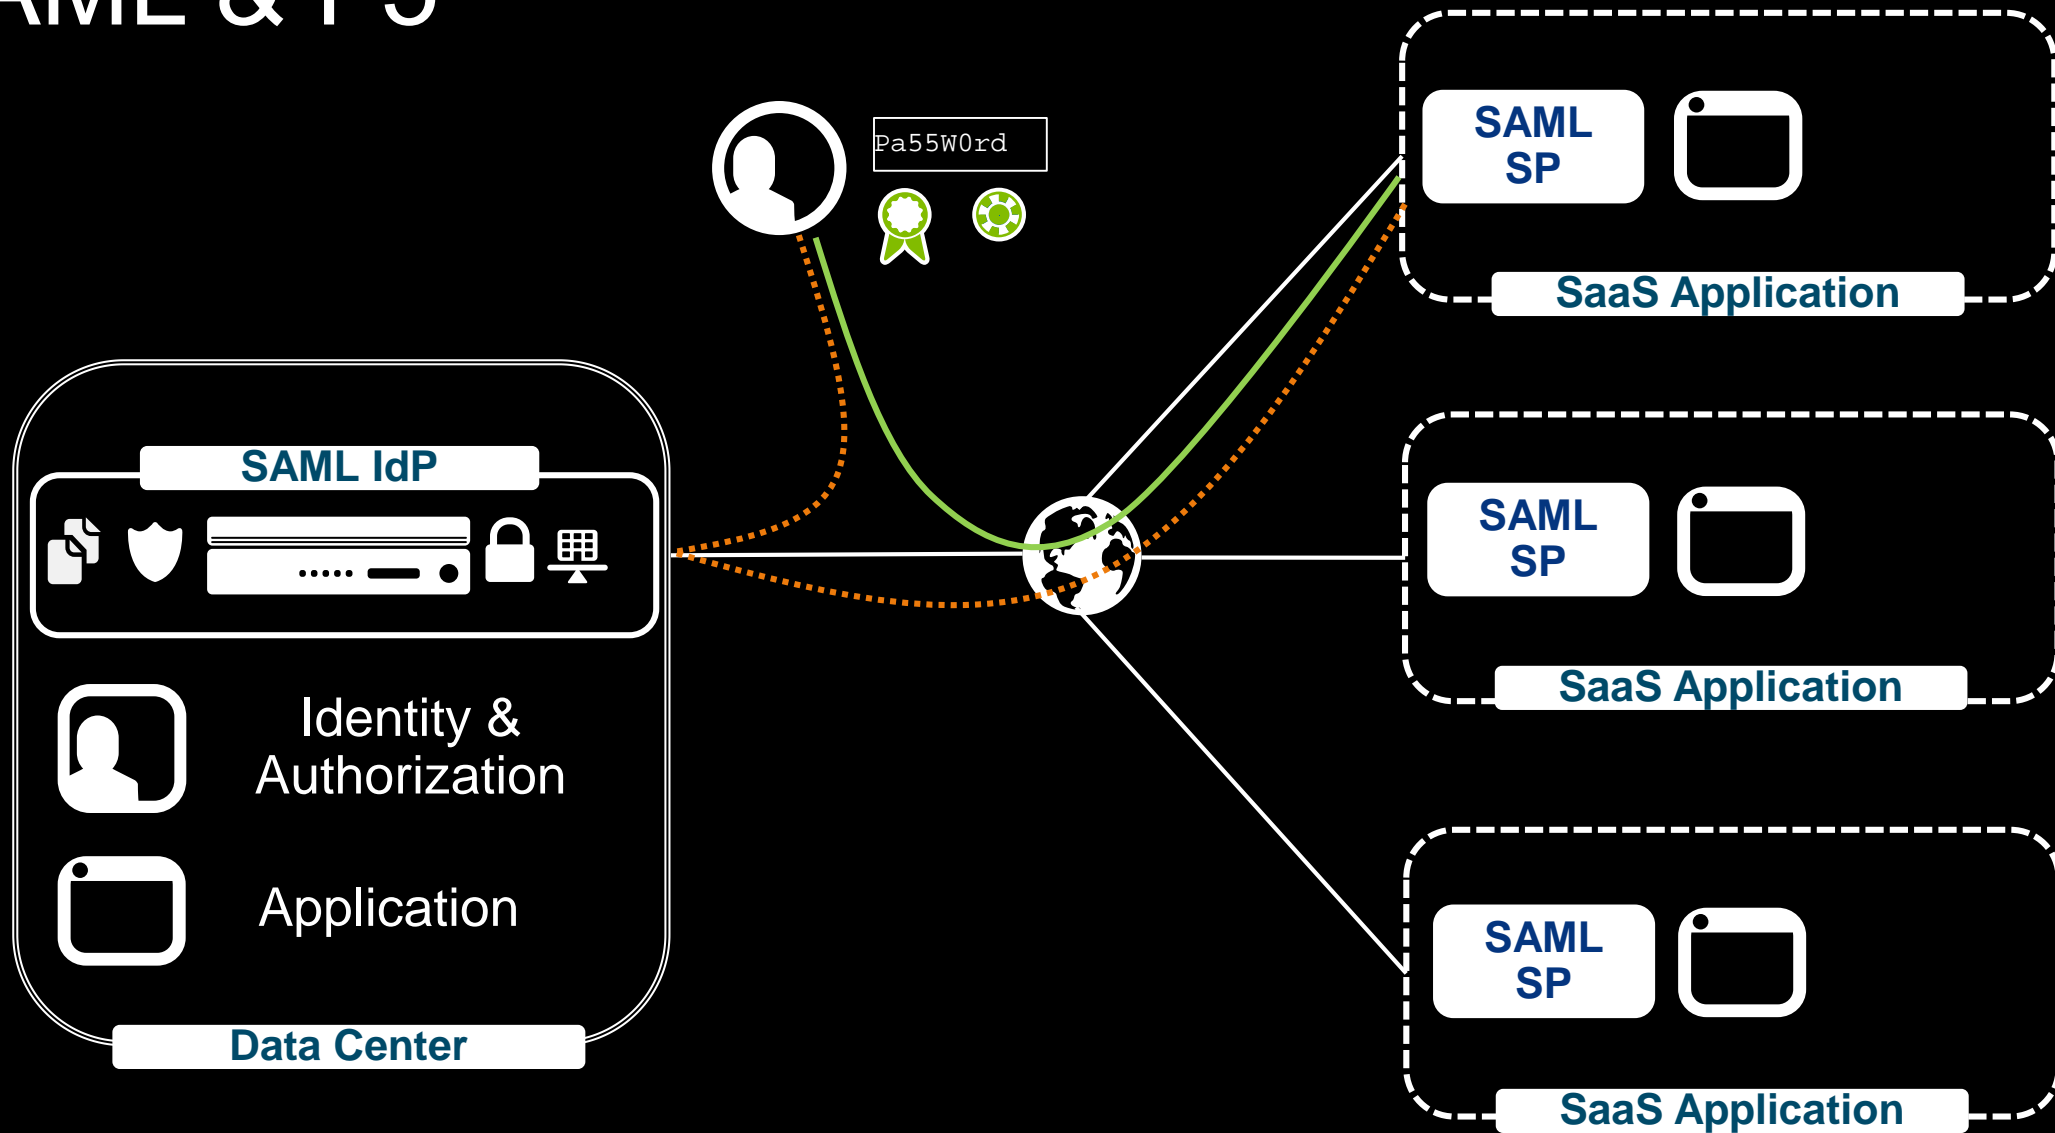 & F5
Pa55W0rd
SAML
SP
SaaS Application
SAML IdP
SAML
SP
SaaS Application
Identity &
Authorization
Application
SAML
SP
Data Center
SaaS Application